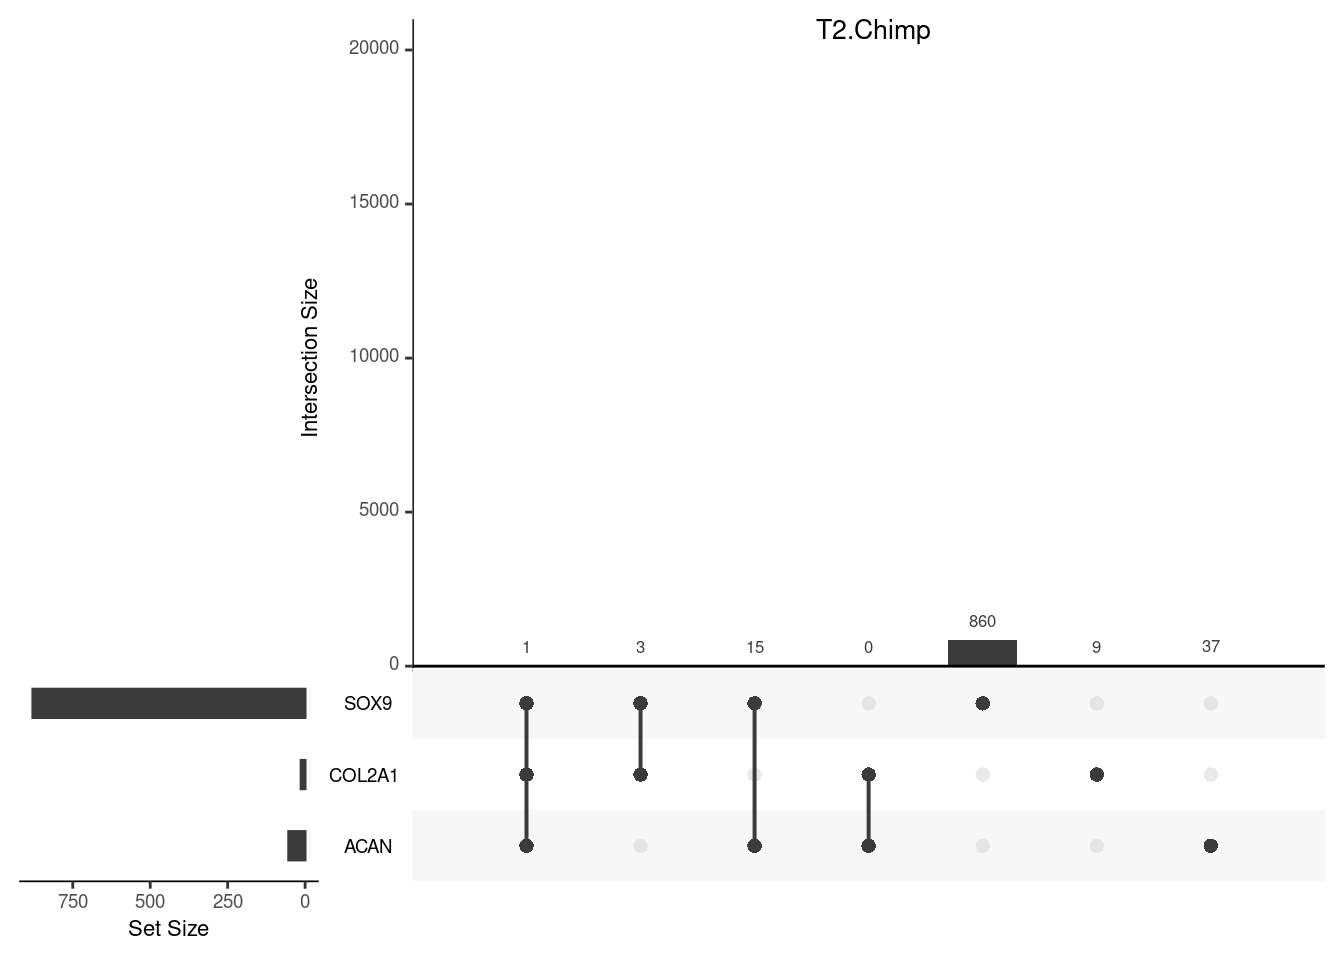 T2.Chimp
20000
15000
10000
5000
0
Intersection Size
1 3 15 0 860 9 37
SOX9
COL2A1
ACAN
750 500 250 0
Set Size